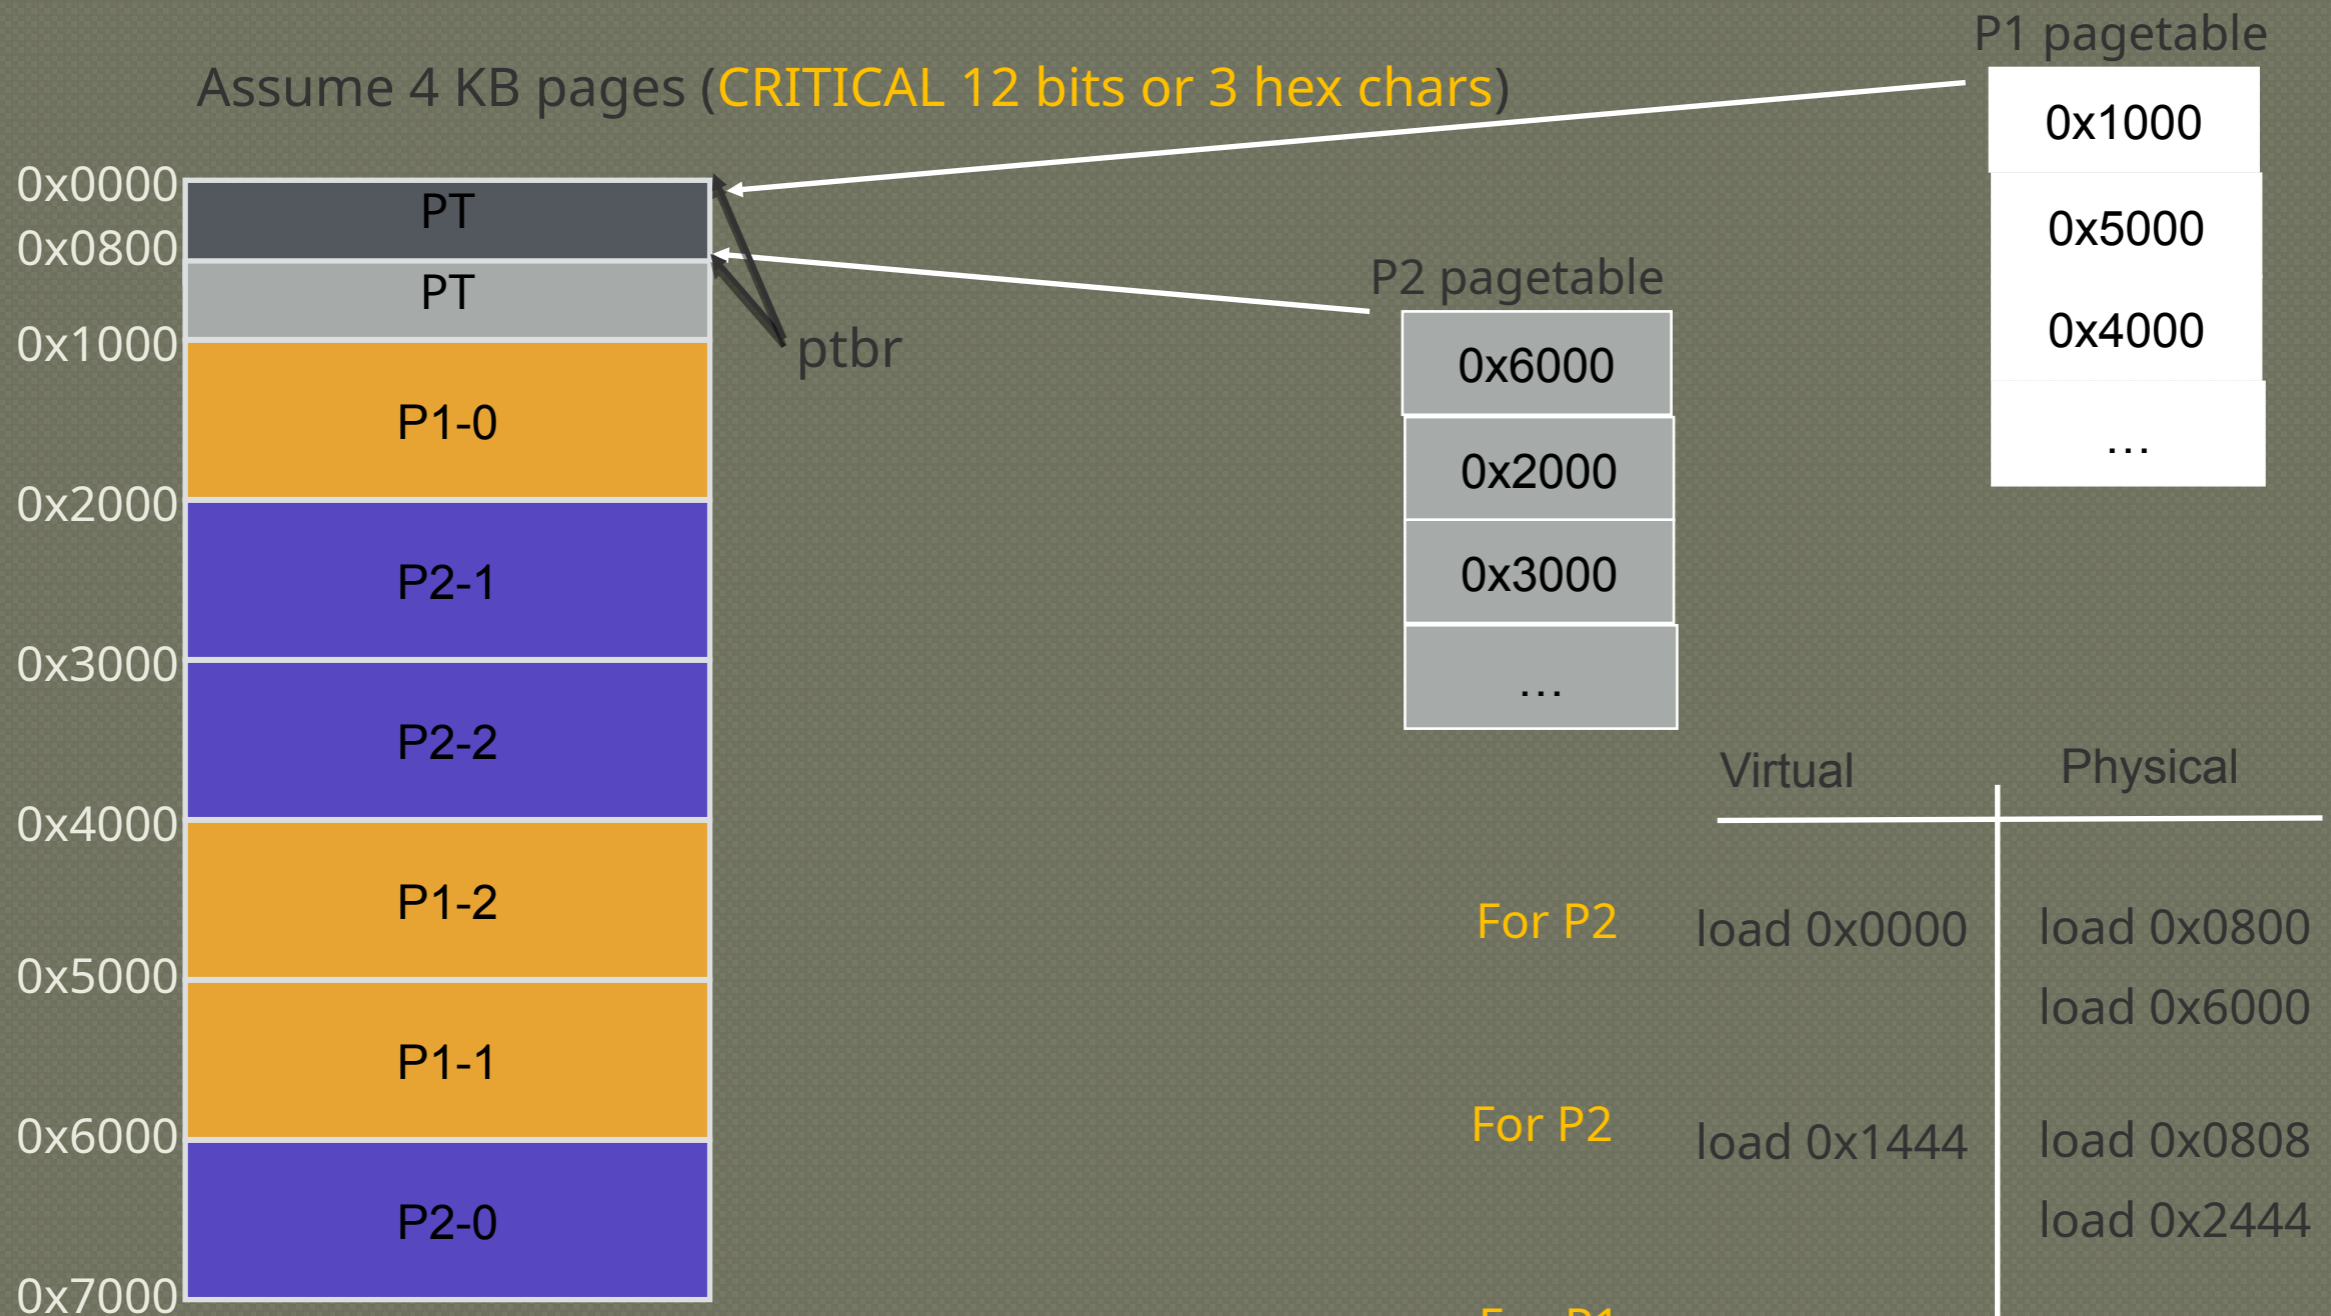 P1 pagetable
Assume 4 KB pages (CRITICAL 12 bits or 3 hex chars)
0x1000
0x5000
0x4000
…
0x0000
PT
0x0800
PT
0x1000
ptbr
P1-0
0x2000
P2-1
0x3000
P2-2
0x4000
P1-2
0x5000
P1-1
0x6000
P2-0
0x7000
P2 pagetable
0x6000
0x2000
0x3000
…
Virtual
Physical
For P2
load 0x0000
load 0x0800
load 0x6000
For P2
load 0x1444
load 0x0808
load 0x2444
For P1